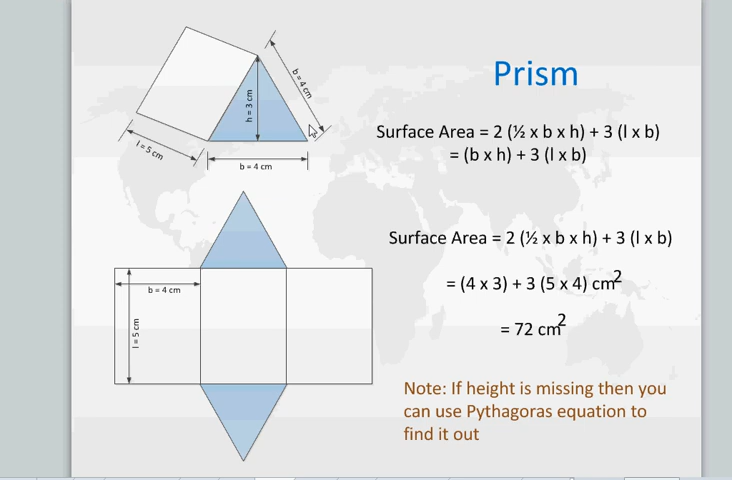 Prism
b = 4 cm
h = 3 cm
l = 5 cm
b = 4 cm
Surface Area = 2 (½ x b x h) + 3 (l x b)
= (b x h) + 3 (l x b)
Surface Area = 2 (½ x b x h) + 3 (l x b)
= (4 x 3) + 3 (5 x 4) cm²
= 72 cm²
b = 4 cm
l = 5 cm
Note: If height is missing then you
can use Pythagoras equation to
find it out